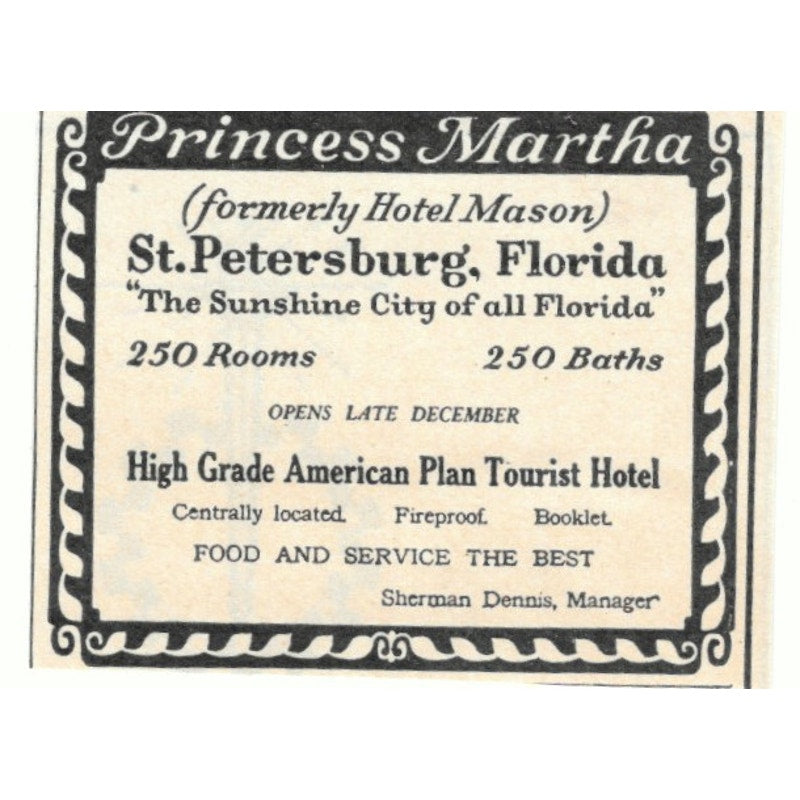 Princess Martha
(formerly Hotel Mason)
St. Petersburg, Florida
"The Sunshine City of all Florida"
250 Rooms 250 Baths
OPENS LATE DECEMBER
High Grade American Plan Tourist Hotel
Centrally located. Fireproof. Booklet.
FOOD AND SERVICE THE BEST
Sherman Dennis, Manager